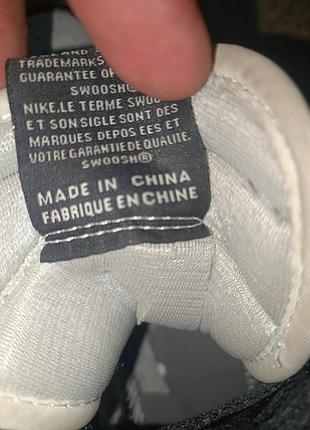 TRADEMARKS
GUARANTEE OF
SWOOSH®
NIKE.LE TERME SWOO
ET SON SIGLE SONT DES
MARQUES DEPOS EES ET
VOTRE GARANTIE DE QUALITE.
SWOOSH®
MADE IN CHINA
FABRIQUE EN CHINE